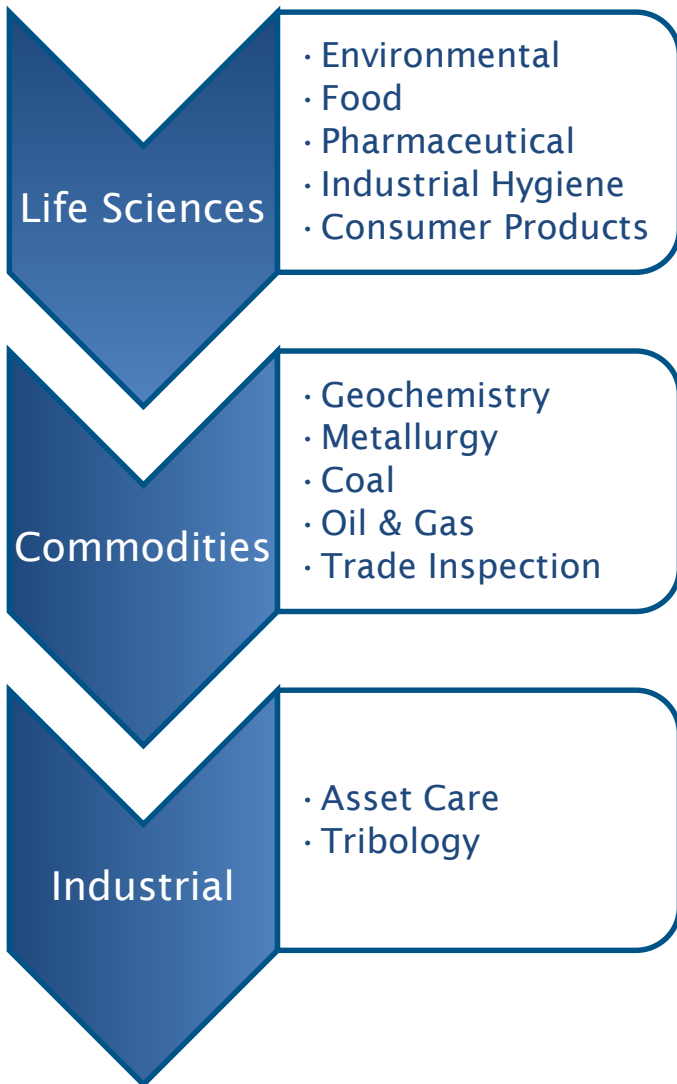 Life Sciences
· Environmental
· Food
· Pharmaceutical
· Industrial Hygiene
· Consumer Products
Commodities
· Geochemistry
· Metallurgy
· Coal
· Oil & Gas
· Trade Inspection
Industrial
· Asset Care
· Tribology